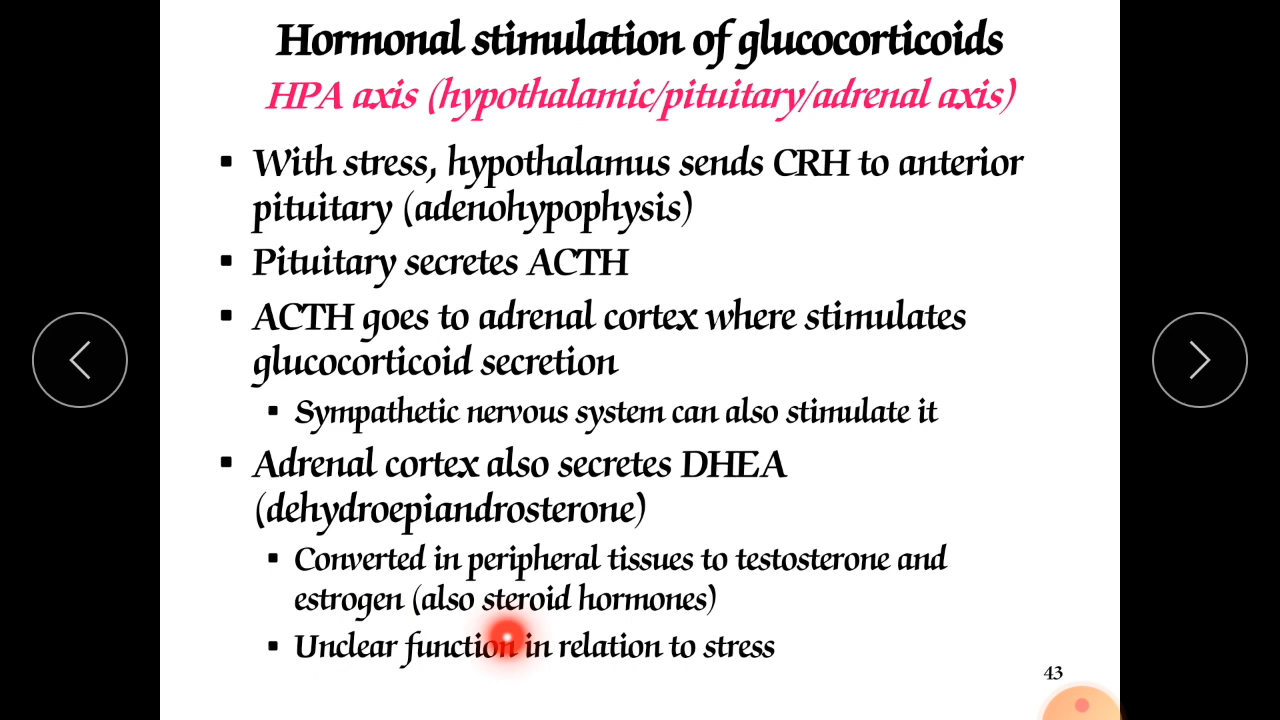 Hormonal stimulation of glucocorticoids
HPA axis (hypothalamic/pituitary/adrenal axis)
▪ With stress, hypothalamus sends CRH to anterior
pituitary (adenohypophysis)
▪ Pituitary secretes ACTH
▪ ACTH goes to adrenal cortex where stimulates
glucocorticoid secretion
▪ Sympathetic nervous system can also stimulate it
▪ Adrenal cortex also secretes DHEA
(dehydroepiandrosterone)
▪ Converted in peripheral tissues to testosterone and
estrogen (also steroid hormones)
▪ Unclear function in relation to stress
43